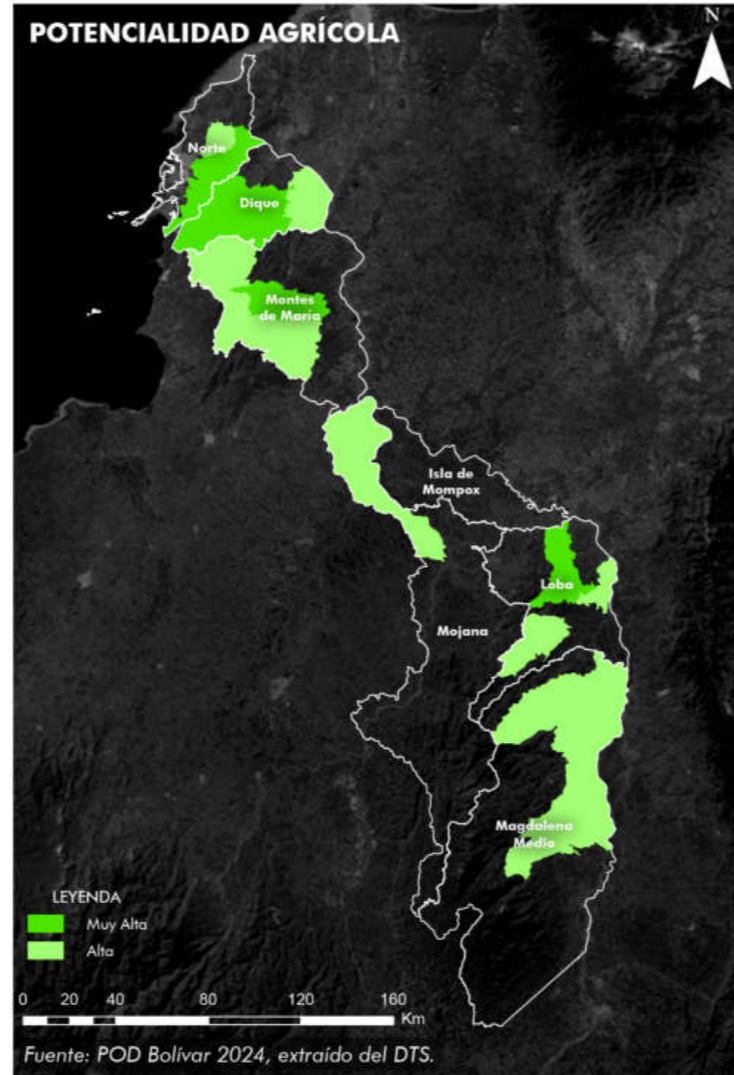 POTENCIALIDAD AGRÍCOLA
N
Norte
Dique
Montes
de María
Isla de
Mompox
Loba
Mojana
Magdalena
Medio
LEYENDA
Muy Alta
Alta
0 20 40 80 120 160
Km
Fuente: POD Bolívar 2024, extraído del DTS.